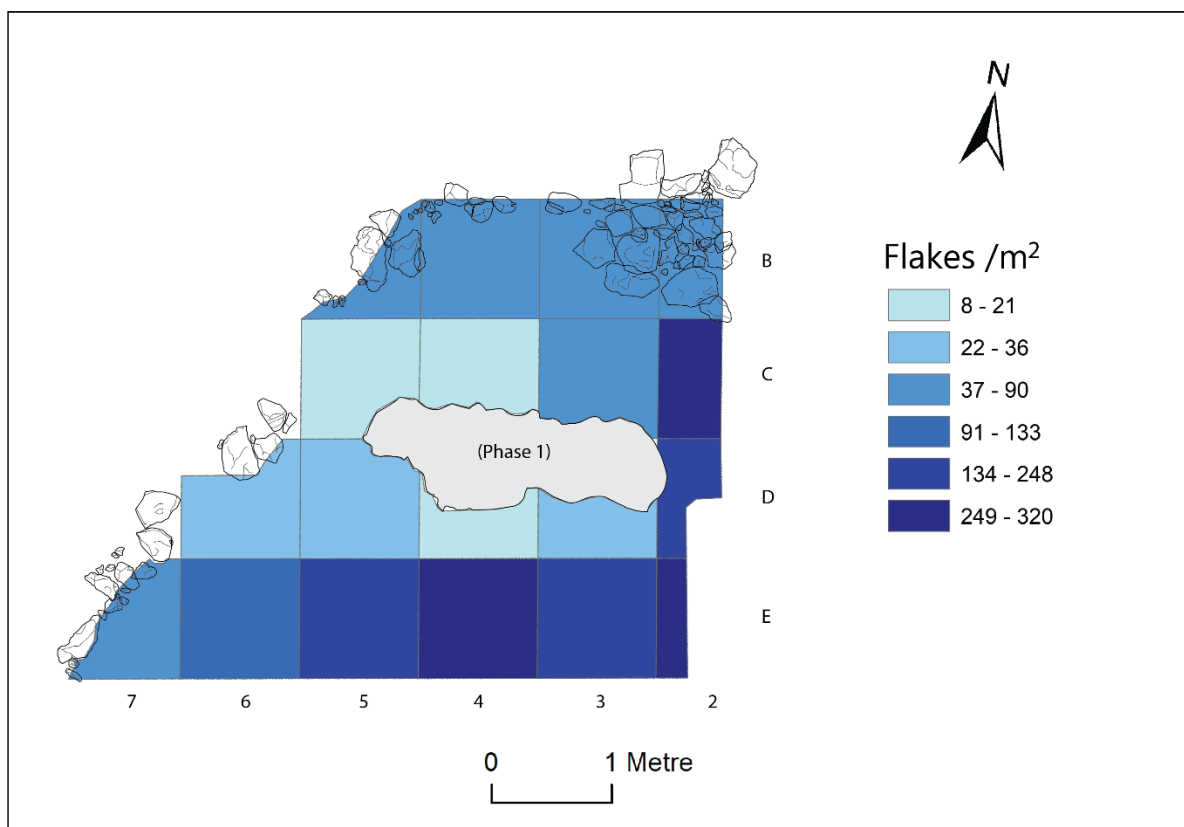 N
B
Flakes /m²
8 - 21
22 - 36
C
37 - 90
91 - 133
(Phase 1)
D
134 - 248
249 - 320
E
7 6 5 4 3 2
0 1 Metre